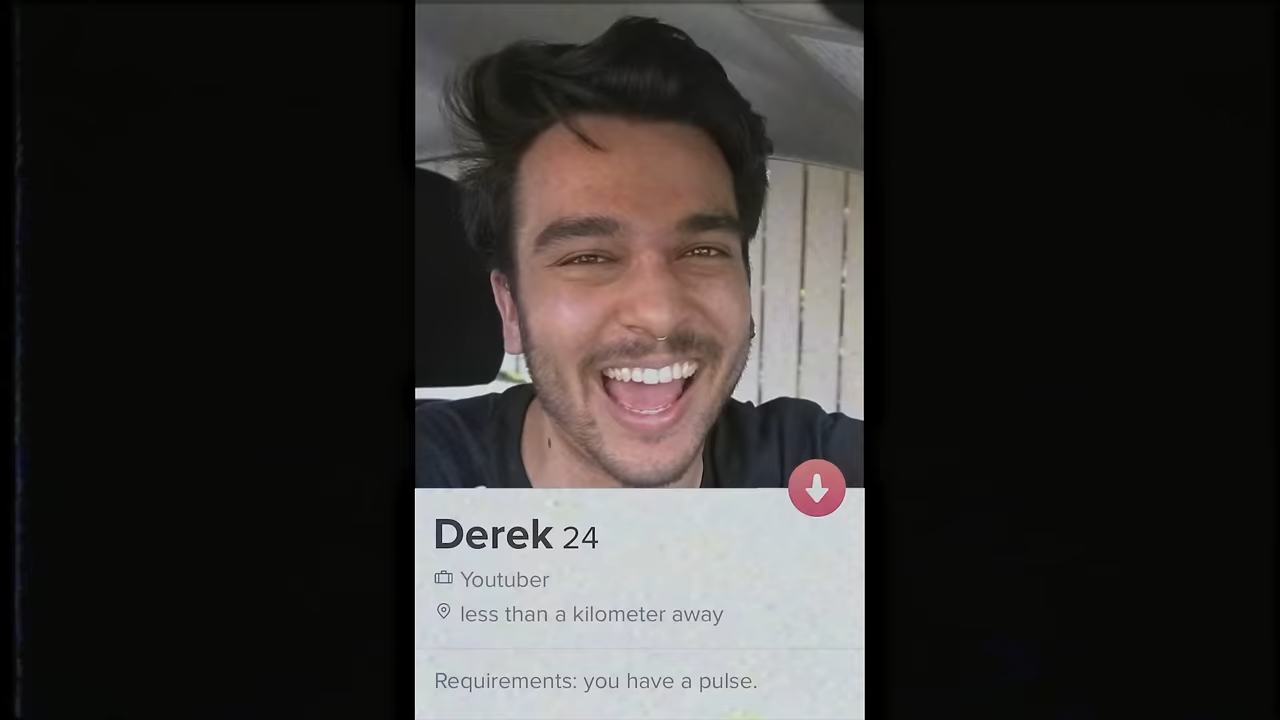 Derek 24
Youtuber
less than a kilometer away
Requirements: you have a pulse.